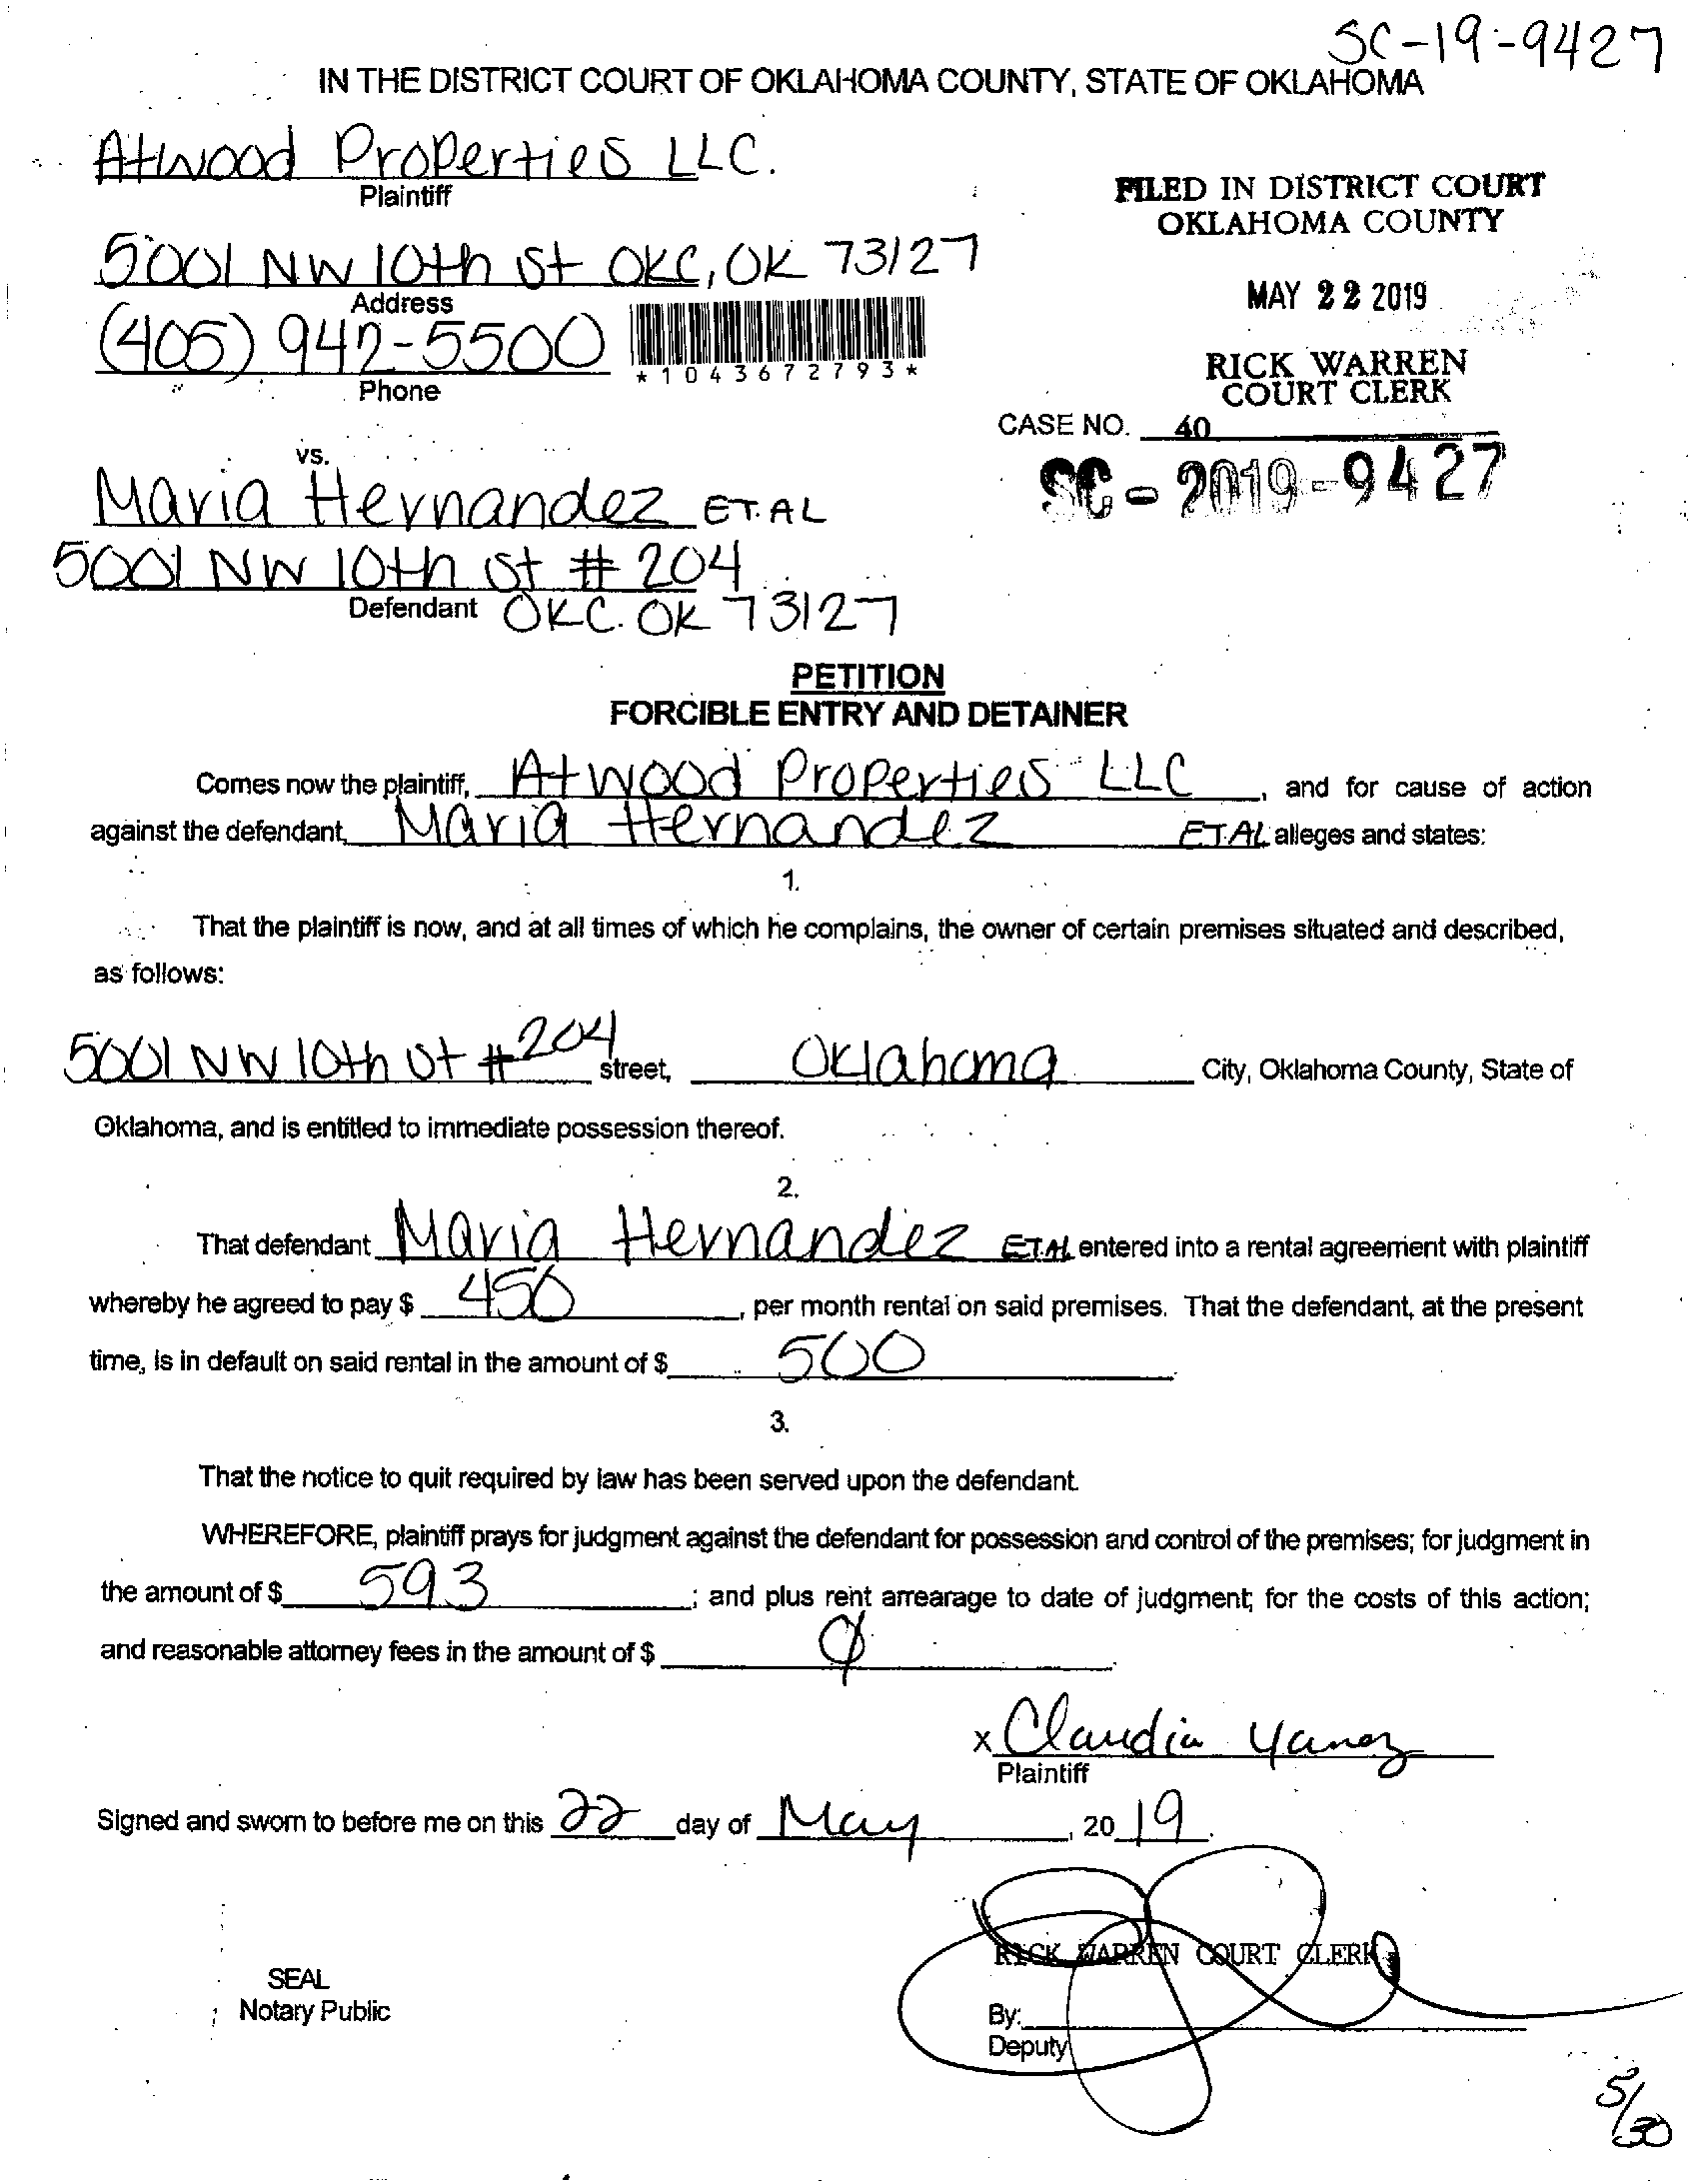 SC-19-9427
IN THE DISTRICT COURT OF OKLAHOMA COUNTY, STATE OF OKLAHOMA
Atwood Properties LLC.
Plaintiff
FILED IN DISTRICT COURT
OKLAHOMA COUNTY
5001 NW 10th St OKC, OK 73127
Address
MAY 22 2019
(405) 942-5500
*1043672793*
Phone
RICK WARREN
COURT CLERK
CASE NO. 40
SC-2019-9427
vs.
Maria Hernandez ET.AL
5001 NW 10th St # 204
Defendant OKC. OK 73127
PETITION
FORCIBLE ENTRY AND DETAINER
Comes now the plaintiff, Atwood Properties LLC, and for cause of action
against the defendant, Maria Hernandez ET.AL alleges and states:
1.
That the plaintiff is now, and at all times of which he complains, the owner of certain premises situated and described,
as follows:
5001 NW 10th St #204 street, Oklahoma City, Oklahoma County, State of
Oklahoma, and is entitled to immediate possession thereof.
2.
That defendant Maria Hernandez ET.AL entered into a rental agreement with plaintiff
whereby he agreed to pay $ 450, per month rental on said premises. That the defendant, at the present
time, is in default on said rental in the amount of $ 500.
3.
That the notice to quit required by law has been served upon the defendant.
WHEREFORE, plaintiff prays for judgment against the defendant for possession and control of the premises; for judgment in
the amount of $ 593; and plus rent arrearage to date of judgment; for the costs of this action;
and reasonable attorney fees in the amount of $ 0.
x Claudia Yanez
Plaintiff
Signed and sworn to before me on this 22 day of May, 2019.
RICK WARREN COURT CLERK
SEAL
Notary Public
By:
Deputy
5/30